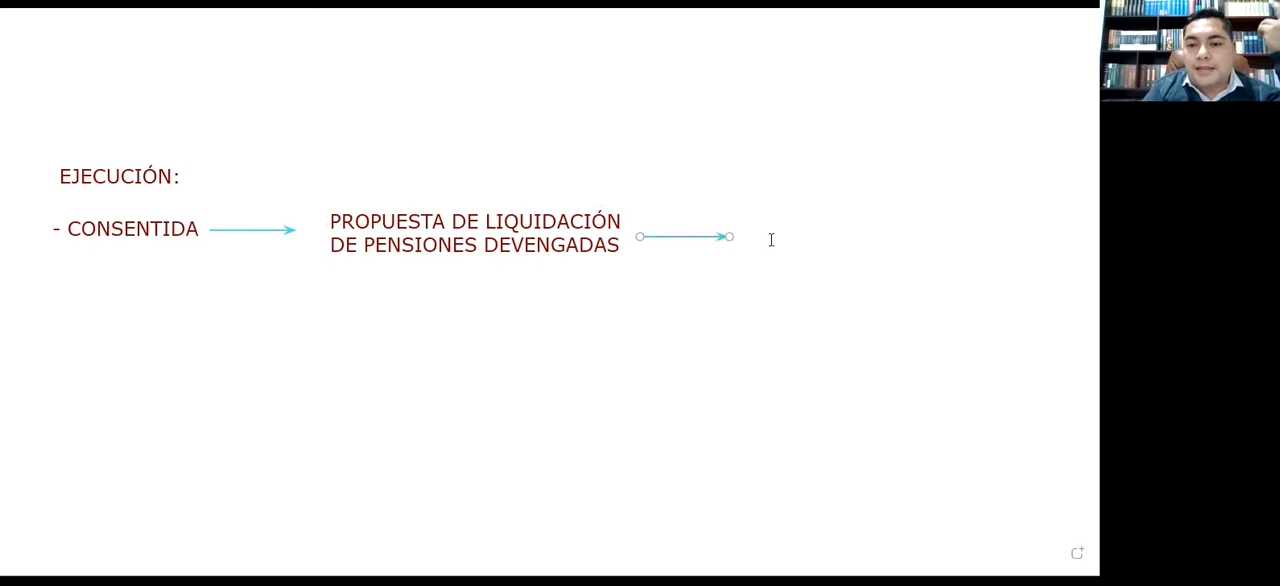 EJECUCIÓN:
- CONSENTIDA
PROPUESTA DE LIQUIDACIÓN
DE PENSIONES DEVENGADAS